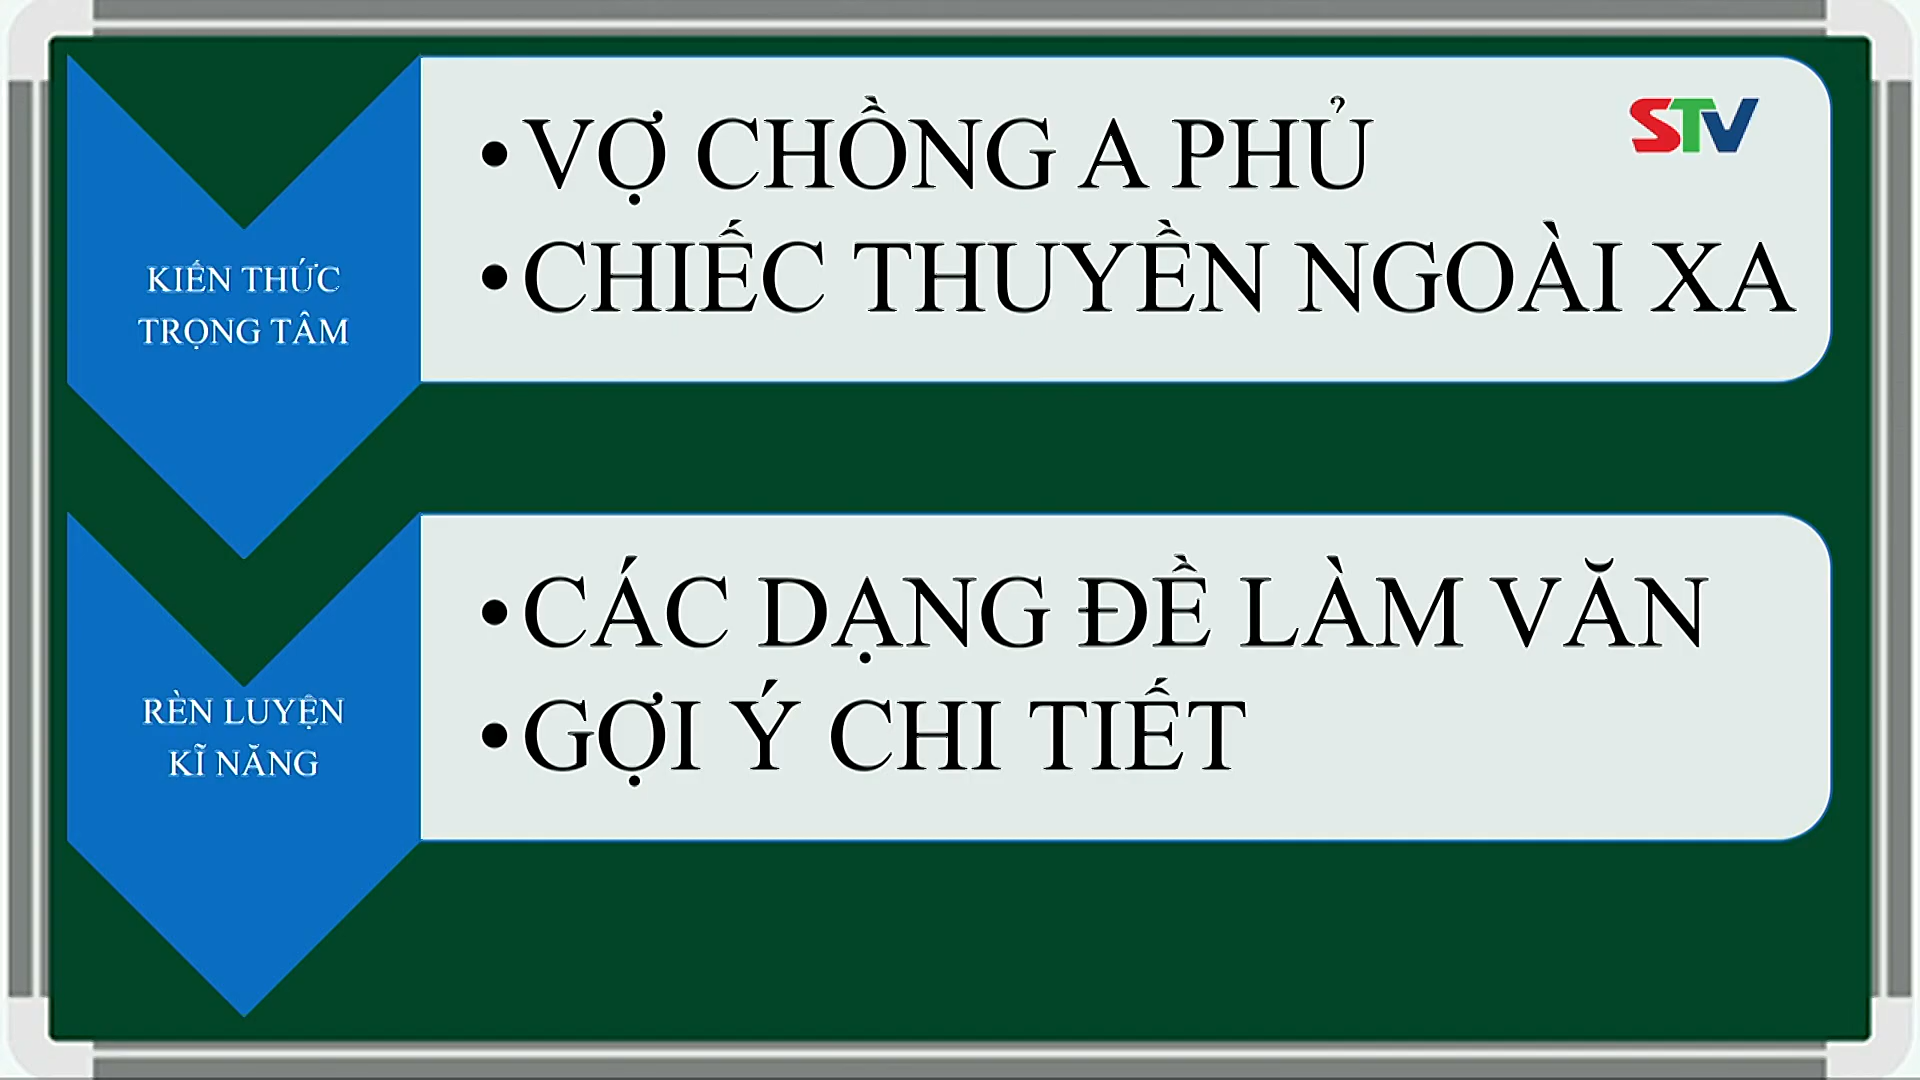 KIẾN THỨC
TRỌNG TÂM
• VỢ CHỒNG A PHỦ
• CHIẾC THUYỀN NGOÀI XA
STV
RÈN LUYỆN
KĨ NĂNG
• CÁC DẠNG ĐỀ LÀM VĂN
• GỢI Ý CHI TIẾT